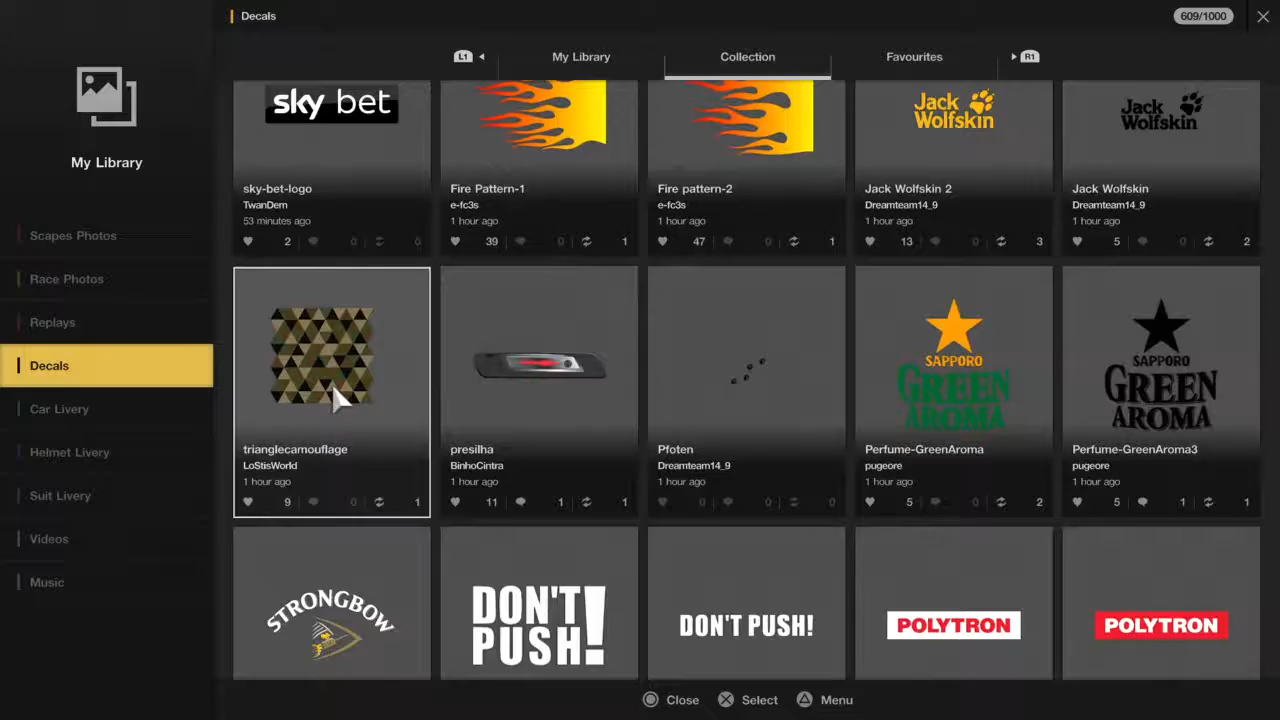 Decals
609/1000
L1
My Library
Collection
Favourites
R1
My Library
Scapes Photos
Race Photos
Replays
Decals
Car Livery
Helmet Livery
Suit Livery
Videos
Music
sky bet
Jack Wolfskin
Jack Wolfskin
sky-bet-logo
TwanDem
53 minutes ago
2 0 0
Fire Pattern-1
e-fc3s
1 hour ago
39 0 1
Fire pattern-2
e-fc3s
1 hour ago
47 0 1
Jack Wolfskin 2
Dreamteam14_9
1 hour ago
13 0 3
Jack Wolfskin
Dreamteam14_9
1 hour ago
5 0 2
trianglecamouflage
LoStisWorld
1 hour ago
9 0 1
presilha
BinhoCintra
1 hour ago
11 1 1
Pfoten
Dreamteam14_9
1 hour ago
0 0 0
SAPPORO
GREEN
AROMA
Perfume-GreenAroma
pugeore
1 hour ago
5 0 2
SAPPORO
GREEN
AROMA
Perfume-GreenAroma3
pugeore
1 hour ago
5 1 1
STRONGBOW
DON'T
PUSH!
DON'T PUSH!
POLYTRON
POLYTRON
Close
Select
Menu